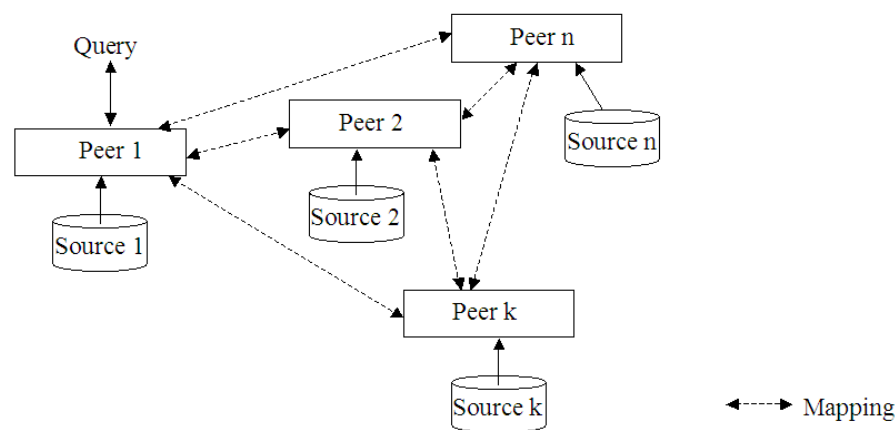 Query
Peer n
Peer 2
Peer 1
Source n
Source 2
Source 1
Peer k
Source k
Mapping